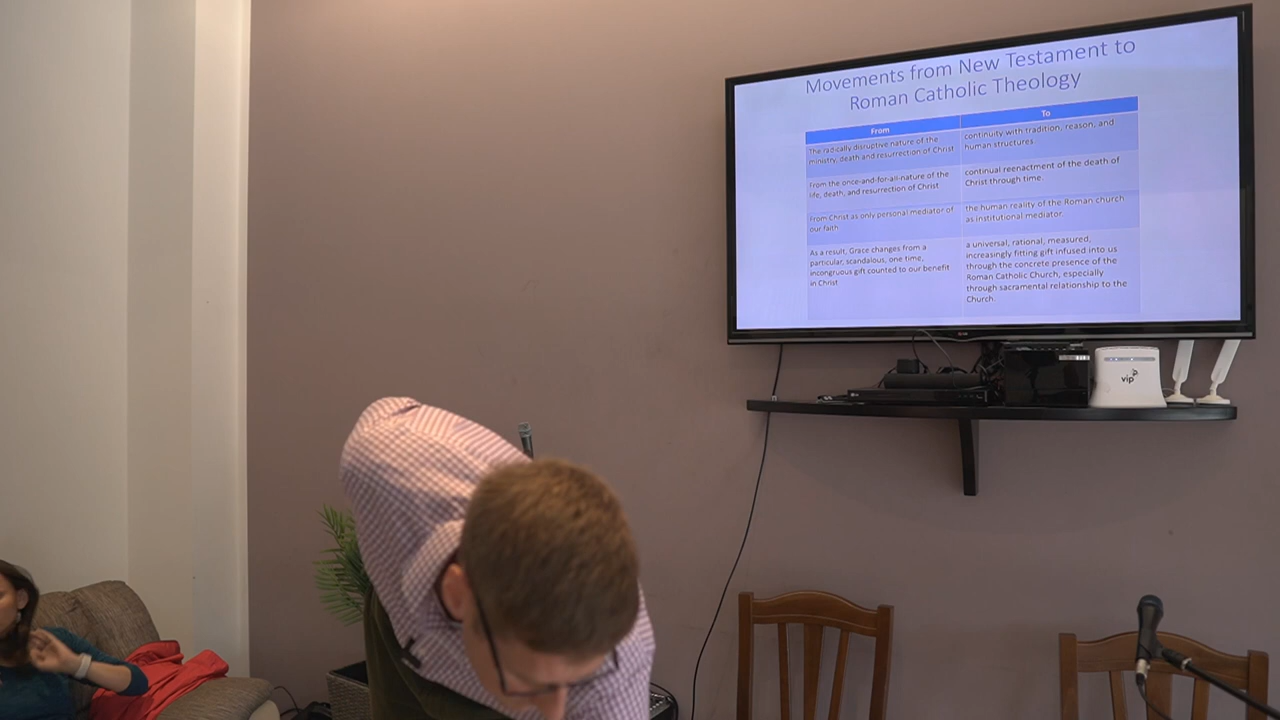 Movements from New Testament to
Roman Catholic Theology
From
To
The radically disruptive nature of the
ministry, death and resurrection of Christ
continuity with tradition, reason, and
human structures.
From the once-and-for-all-nature of the
life, death, and resurrection of Christ
continual reenactment of the death of
Christ through time.
From Christ as only personal mediator of
our faith
the human reality of the Roman church
as institutional mediator.
As a result, Grace changes from a
particular, scandalous, one time,
incongruous gift counted to our benefit
in Christ
a universal, rational, measured,
increasingly fitting gift infused into us
through the concrete presence of the
Roman Catholic Church, especially
through sacramental relationship to the
Church.
vip